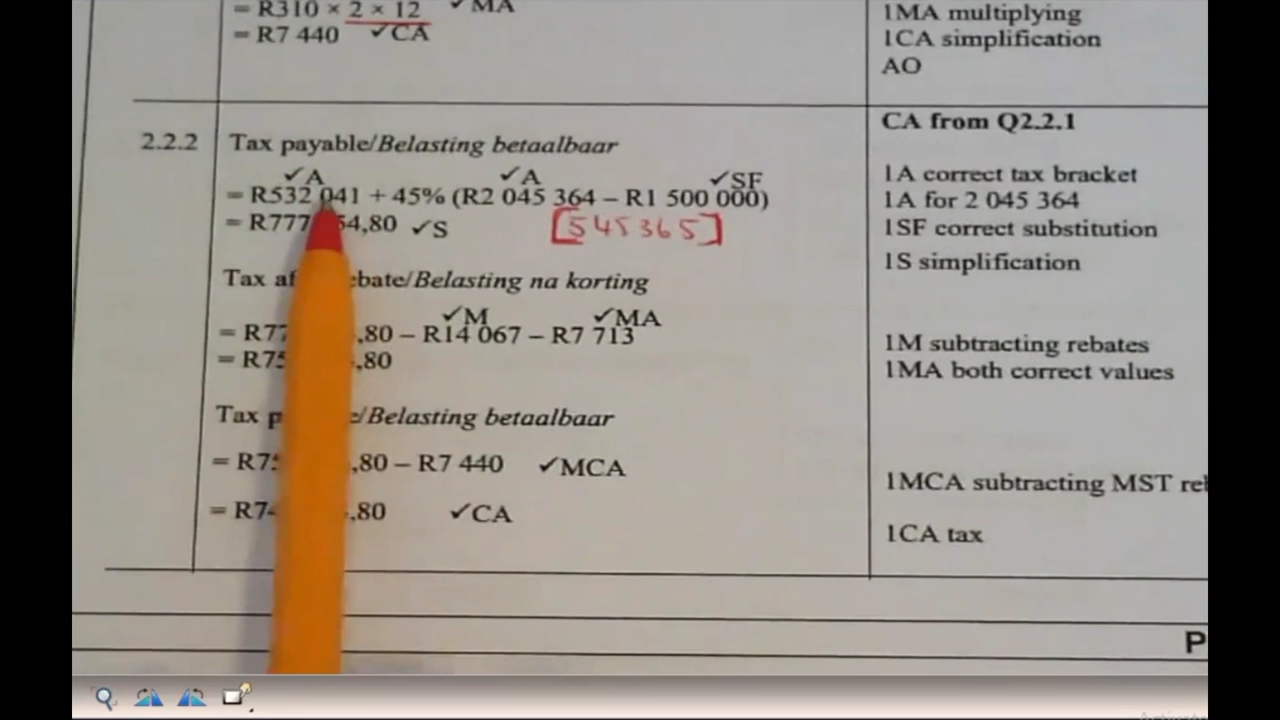 = R310 × 2 × 12 ✓MA
= R7 440 ✓CA
1MA multiplying
1CA simplification
AO
2.2.2 Tax payable/Belasting betaalbaar
✓A ✓A ✓SF
= R532 041 + 45% (R2 045 364 – R1 500 000)
= R777 54,80 ✓S [545365]
Tax af ebate/Belasting na korting
✓M ✓MA
= R77 ,80 – R14 067 – R7 713
= R75 ,80
Tax p e/Belasting betaalbaar
= R75 ,80 – R7 440 ✓MCA
= R74 ,80 ✓CA
CA from Q2.2.1
1A correct tax bracket
1A for 2 045 364
1SF correct substitution
1S simplification
1M subtracting rebates
1MA both correct values
1MCA subtracting MST reb
1CA tax
P